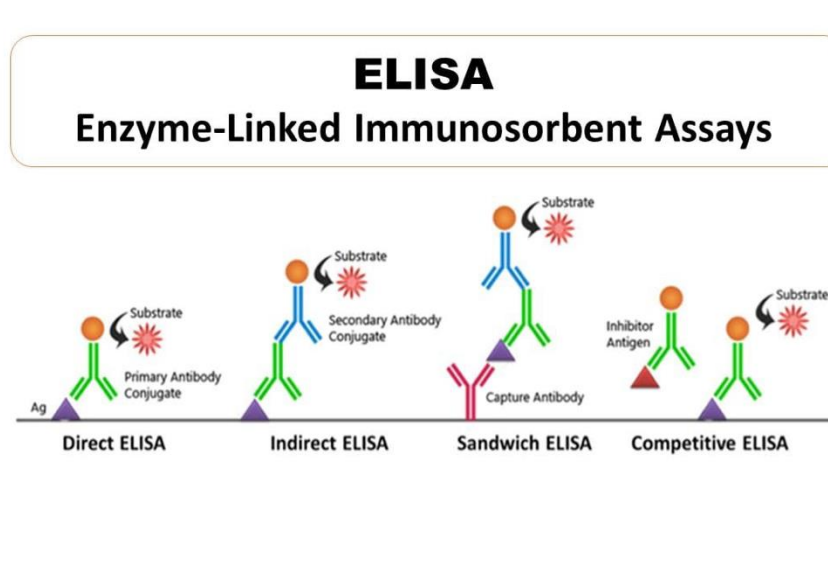 ELISA
Enzyme-Linked Immunosorbent Assays
Substrate
Substrate
Substrate
Substrate
Secondary Antibody
Conjugate
Inhibitor
Antigen
Primary Antibody
Conjugate
Capture Antibody
Ag
Direct ELISA
Indirect ELISA
Sandwich ELISA
Competitive ELISA